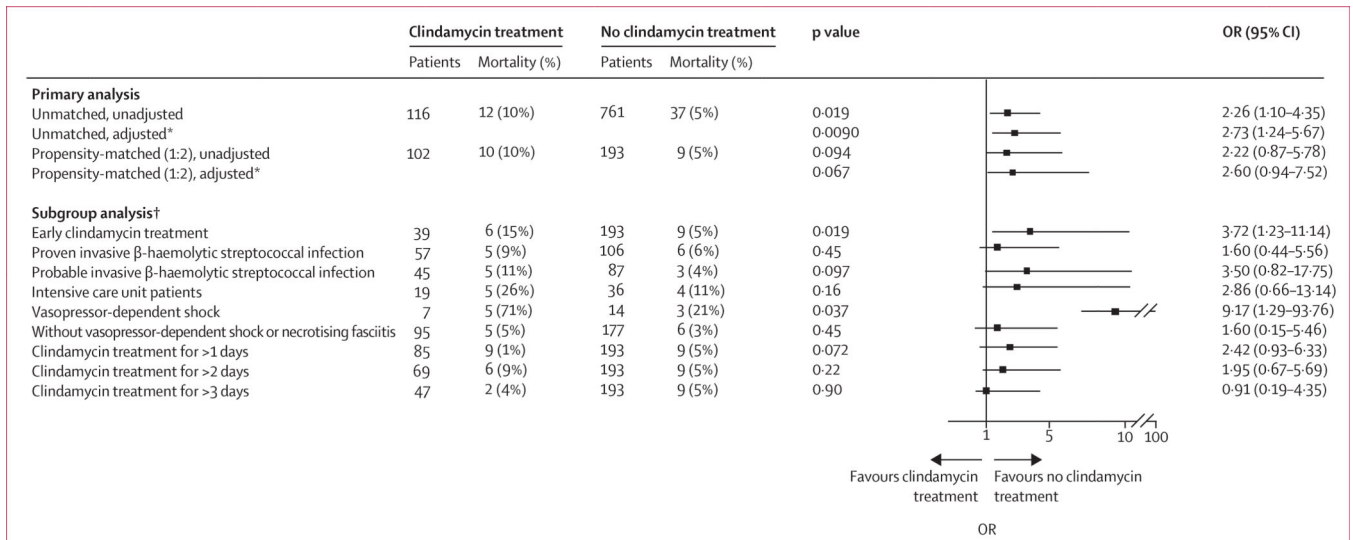 Clindamycin treatment No clindamycin treatment p value OR (95% CI)
Patients Mortality (%) Patients Mortality (%)
Primary analysis
Unmatched, unadjusted 116 12 (10%) 761 37 (5%) 0·019 2·26 (1·10–4·35)
Unmatched, adjusted* 0·0090 2·73 (1·24–5·67)
Propensity-matched (1:2), unadjusted 102 10 (10%) 193 9 (5%) 0·094 2·22 (0·87–5·78)
Propensity-matched (1:2), adjusted* 0·067 2·60 (0·94–7·52)
Subgroup analysis†
Early clindamycin treatment 39 6 (15%) 193 9 (5%) 0·019 3·72 (1·23–11·14)
Proven invasive β-haemolytic streptococcal infection 57 5 (9%) 106 6 (6%) 0·45 1·60 (0·44–5·56)
Probable invasive β-haemolytic streptococcal infection 45 5 (11%) 87 3 (4%) 0·097 3·50 (0·82–17·75)
Intensive care unit patients 19 5 (26%) 36 4 (11%) 0·16 2·86 (0·66–13·14)
Vasopressor-dependent shock 7 5 (71%) 14 3 (21%) 0·037 9·17 (1·29–93·76)
Without vasopressor-dependent shock or necrotising fasciitis 95 5 (5%) 177 6 (3%) 0·45 1·60 (0·15–5·46)
Clindamycin treatment for >1 days 85 9 (1%) 193 9 (5%) 0·072 2·42 (0·93–6·33)
Clindamycin treatment for >2 days 69 6 (9%) 193 9 (5%) 0·22 1·95 (0·67–5·69)
Clindamycin treatment for >3 days 47 2 (4%) 193 9 (5%) 0·90 0·91 (0·19–4·35)
1 5 10 100
Favours clindamycin Favours no clindamycin
treatment treatment
OR